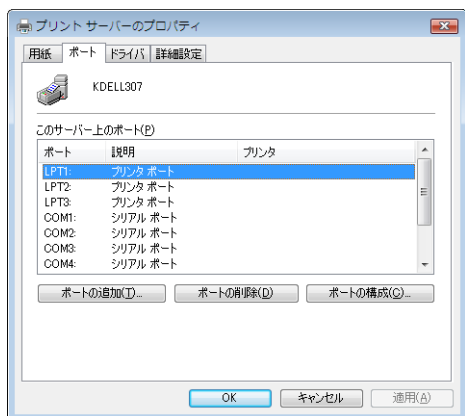 プリント サーバーのプロパティ
用紙 ポート ドライバ 詳細設定
KDELL307
このサーバー上のポート(P)
ポート 説明 プリンタ
LPT1: プリンタ ポート
LPT2: プリンタ ポート
LPT3: プリンタ ポート
COM1: シリアル ポート
COM2: シリアル ポート
COM3: シリアル ポート
COM4: シリアル ポート
ポートの追加(T)... ポートの削除(D) ポートの構成(C)...
OK キャンセル 適用(A)